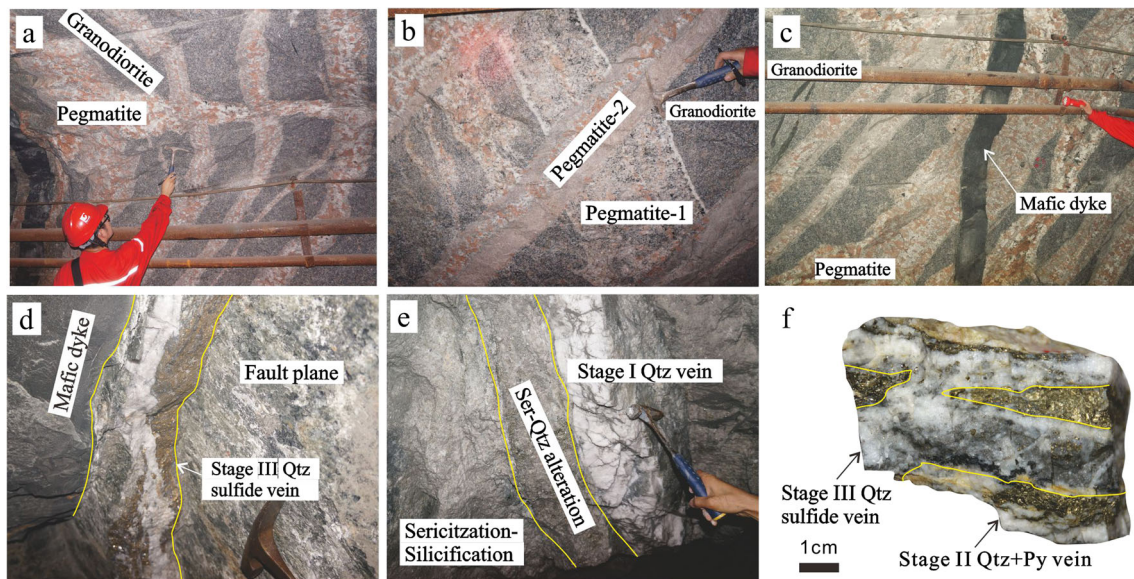 a
Granodiorite
Pegmatite
b
Pegmatite-2
Granodiorite
Pegmatite-1
c
Granodiorite
Mafic dyke
Pegmatite
d
Mafic dyke
Fault plane
Stage III Qtz
sulfide vein
e
Stage I Qtz vein
Ser-Qtz alteration
Sericitzation-
Silicification
f
Stage III Qtz
sulfide vein
Stage II Qtz+Py vein
1cm